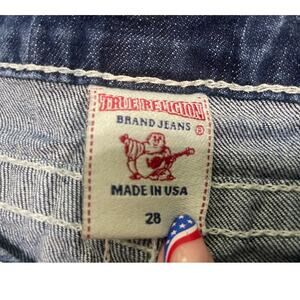 TRUE RELIGION
BRAND JEANS
®
MADE IN USA
28